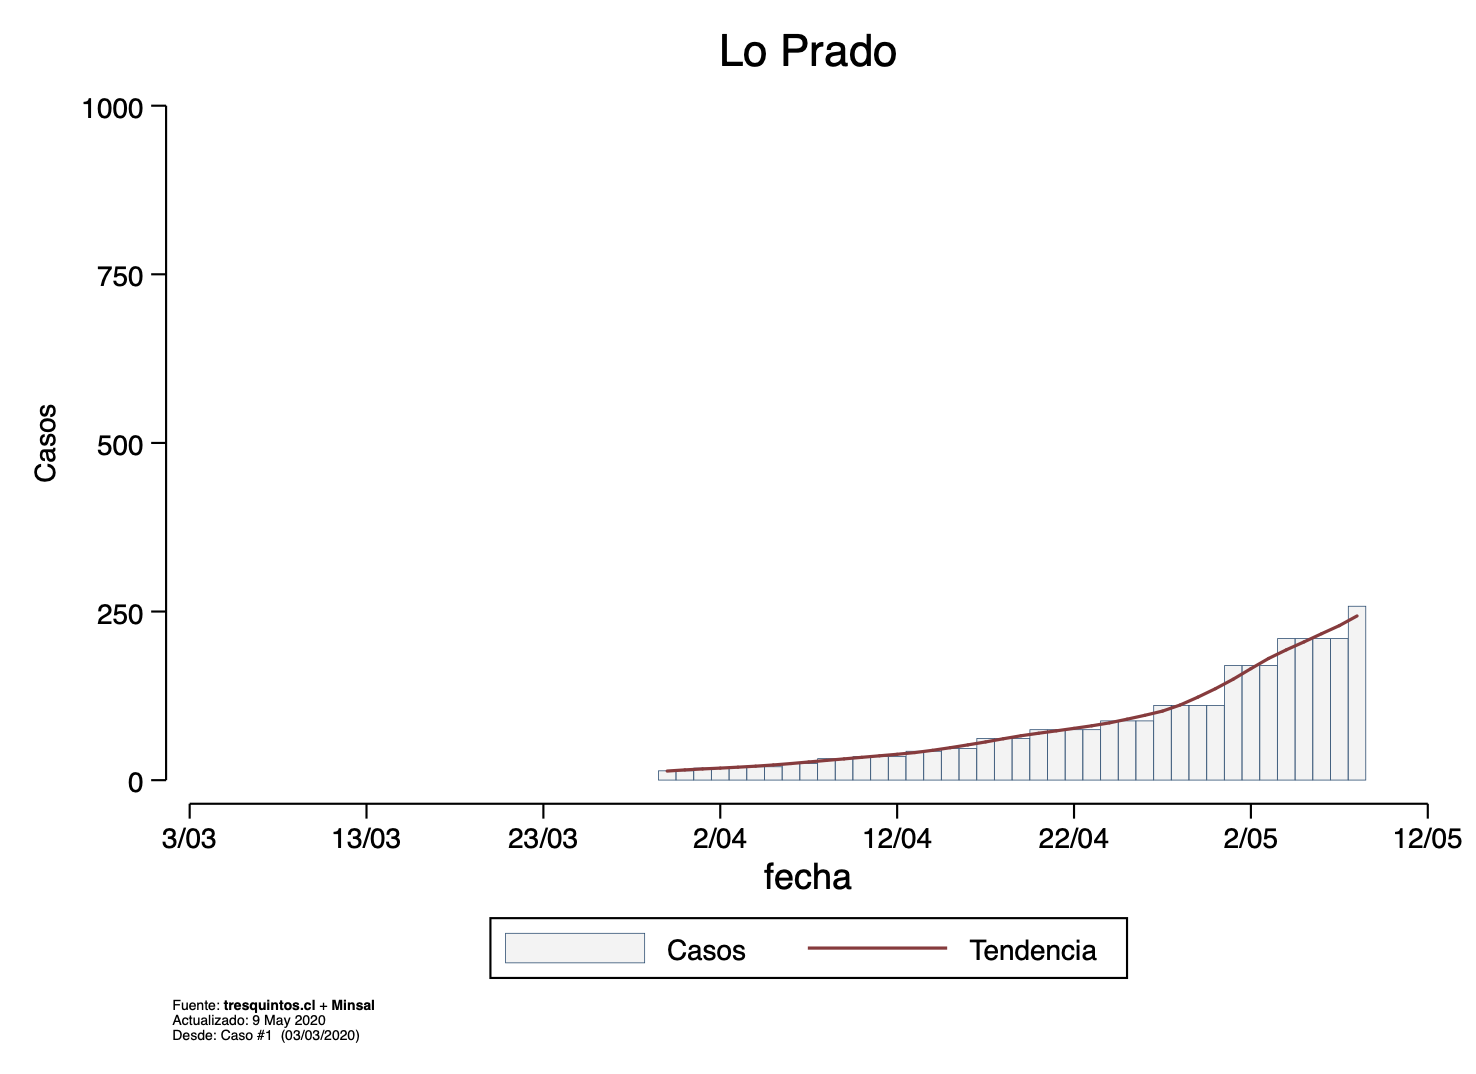 Lo Prado
1000
750
500
250
0
Casos
3/03 13/03 23/03 2/04 12/04 22/04 2/05 12/05
fecha
Casos Tendencia
Fuente: tresquintos.cl + Minsal
Actualizado: 9 May 2020
Desde: Caso #1 (03/03/2020)